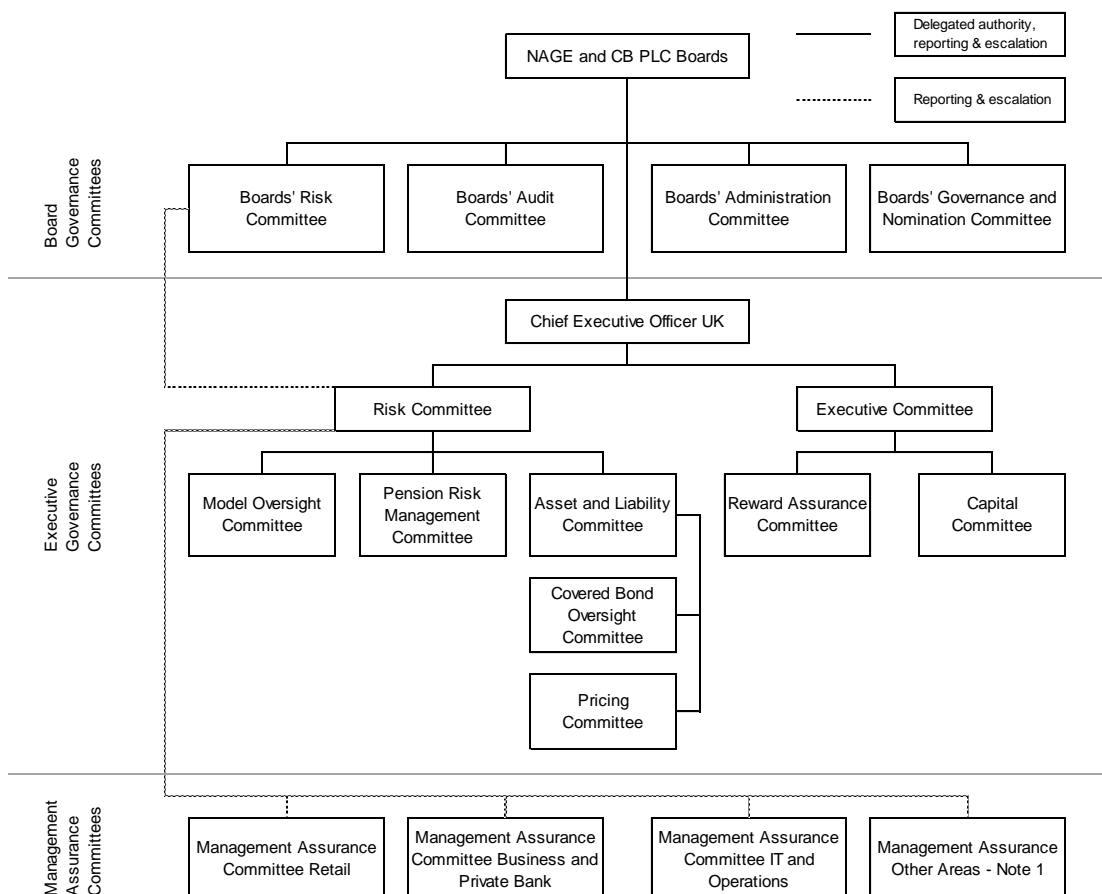 Delegated authority,
reporting & escalation
NAGE and CB PLC Boards
Reporting & escalation
Board
Governance
Committees
Boards' Risk
Committee
Boards' Audit
Committee
Boards' Administration
Committee
Boards' Governance and
Nomination Committee
Chief Executive Officer UK
Executive
Governance
Committees
Risk Committee
Executive Committee
Model Oversight
Committee
Pension Risk
Management
Committee
Asset and Liability
Committee
Reward Assurance
Committee
Capital
Committee
Covered Bond
Oversight
Committee
Pricing
Committee
Management
Assurance
Committees
Management Assurance
Committee Retail
Management Assurance
Committee Business and
Private Bank
Management Assurance
Committee IT and
Operations
Management Assurance
Other Areas - Note 1